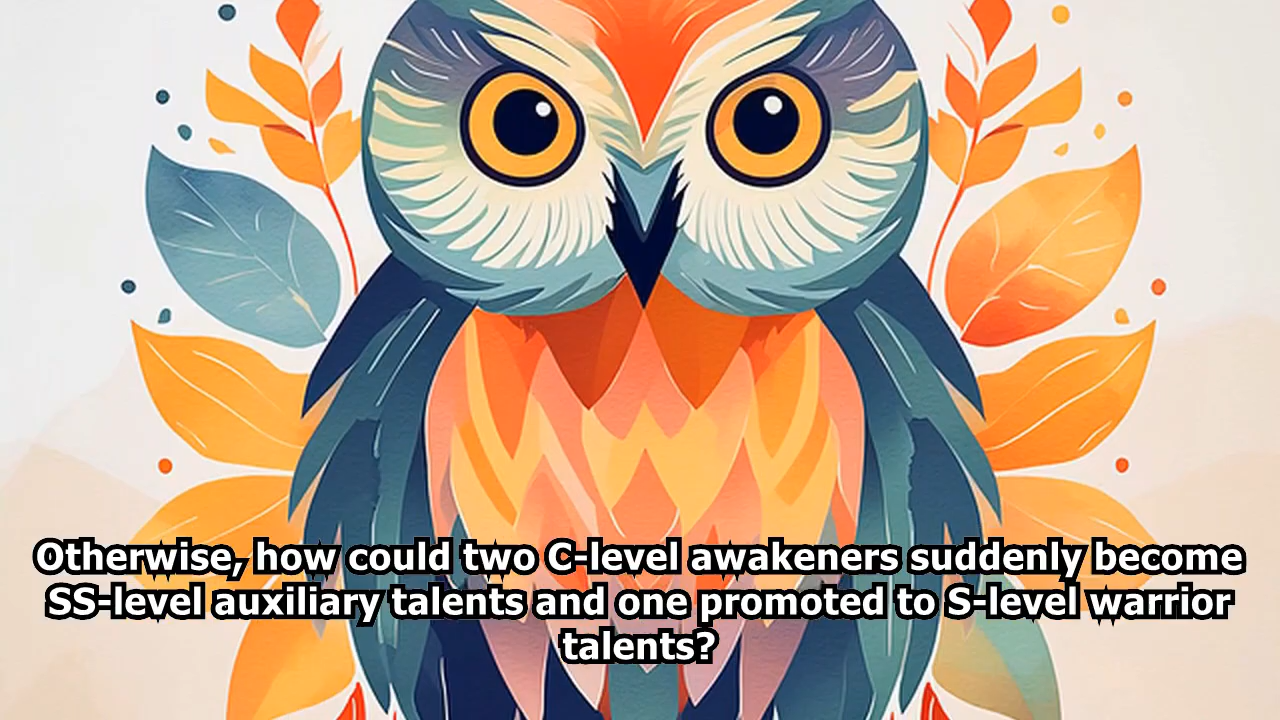 Otherwise, how could two C-level awakeners suddenly become
SS-level auxiliary talents and one promoted to S-level warrior
talents?